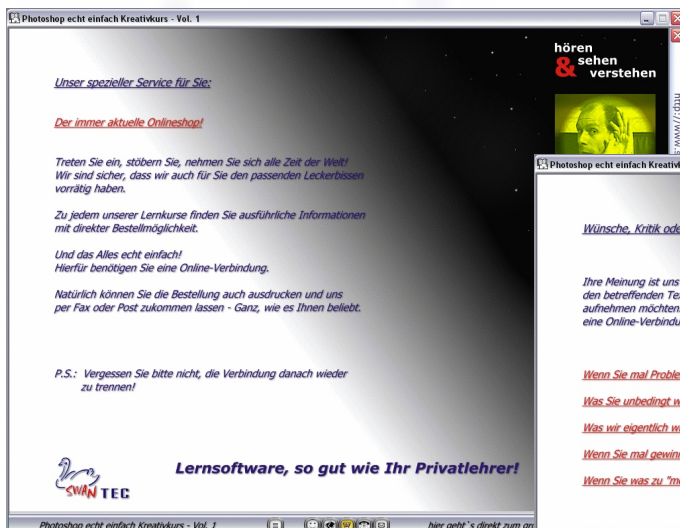 Photoshop echt einfach Kreativkurs - Vol. 1
hören
& sehen
verstehen
http://www.s
Unser spezieller Service für Sie:
Der immer aktuelle Onlineshop!
Treten Sie ein, stöbern Sie, nehmen Sie sich alle Zeit der Welt!
Wir sind sicher, dass wir auch für Sie den passenden Leckerbissen
vorrätig haben.
Zu jedem unserer Lernkurse finden Sie ausführliche Informationen
mit direkter Bestellmöglichkeit.
Und das Alles echt einfach!
Hierfür benötigen Sie eine Online-Verbindung.
Natürlich können Sie die Bestellung auch ausdrucken und uns
per Fax oder Post zukommen lassen - Ganz, wie es Ihnen beliebt.
P.S.: Vergessen Sie bitte nicht, die Verbindung danach wieder
zu trennen!
SWAN TEC
Lernsoftware, so gut wie Ihr Privatlehrer!
Photoshop echt einfach Kreativkurs - Vol. 1
hier geht`s direkt zum
Photoshop echt einfach Kreativ
Wünsche, Kritik ode
Ihre Meinung ist uns
den betreffenden Te
aufnehmen möchten
eine Online-Verbindu
Wenn Sie mal Proble
Was Sie unbedingt w
Was wir eigentlich w
Wenn Sie mal gewin
Wenn Sie was zu "m